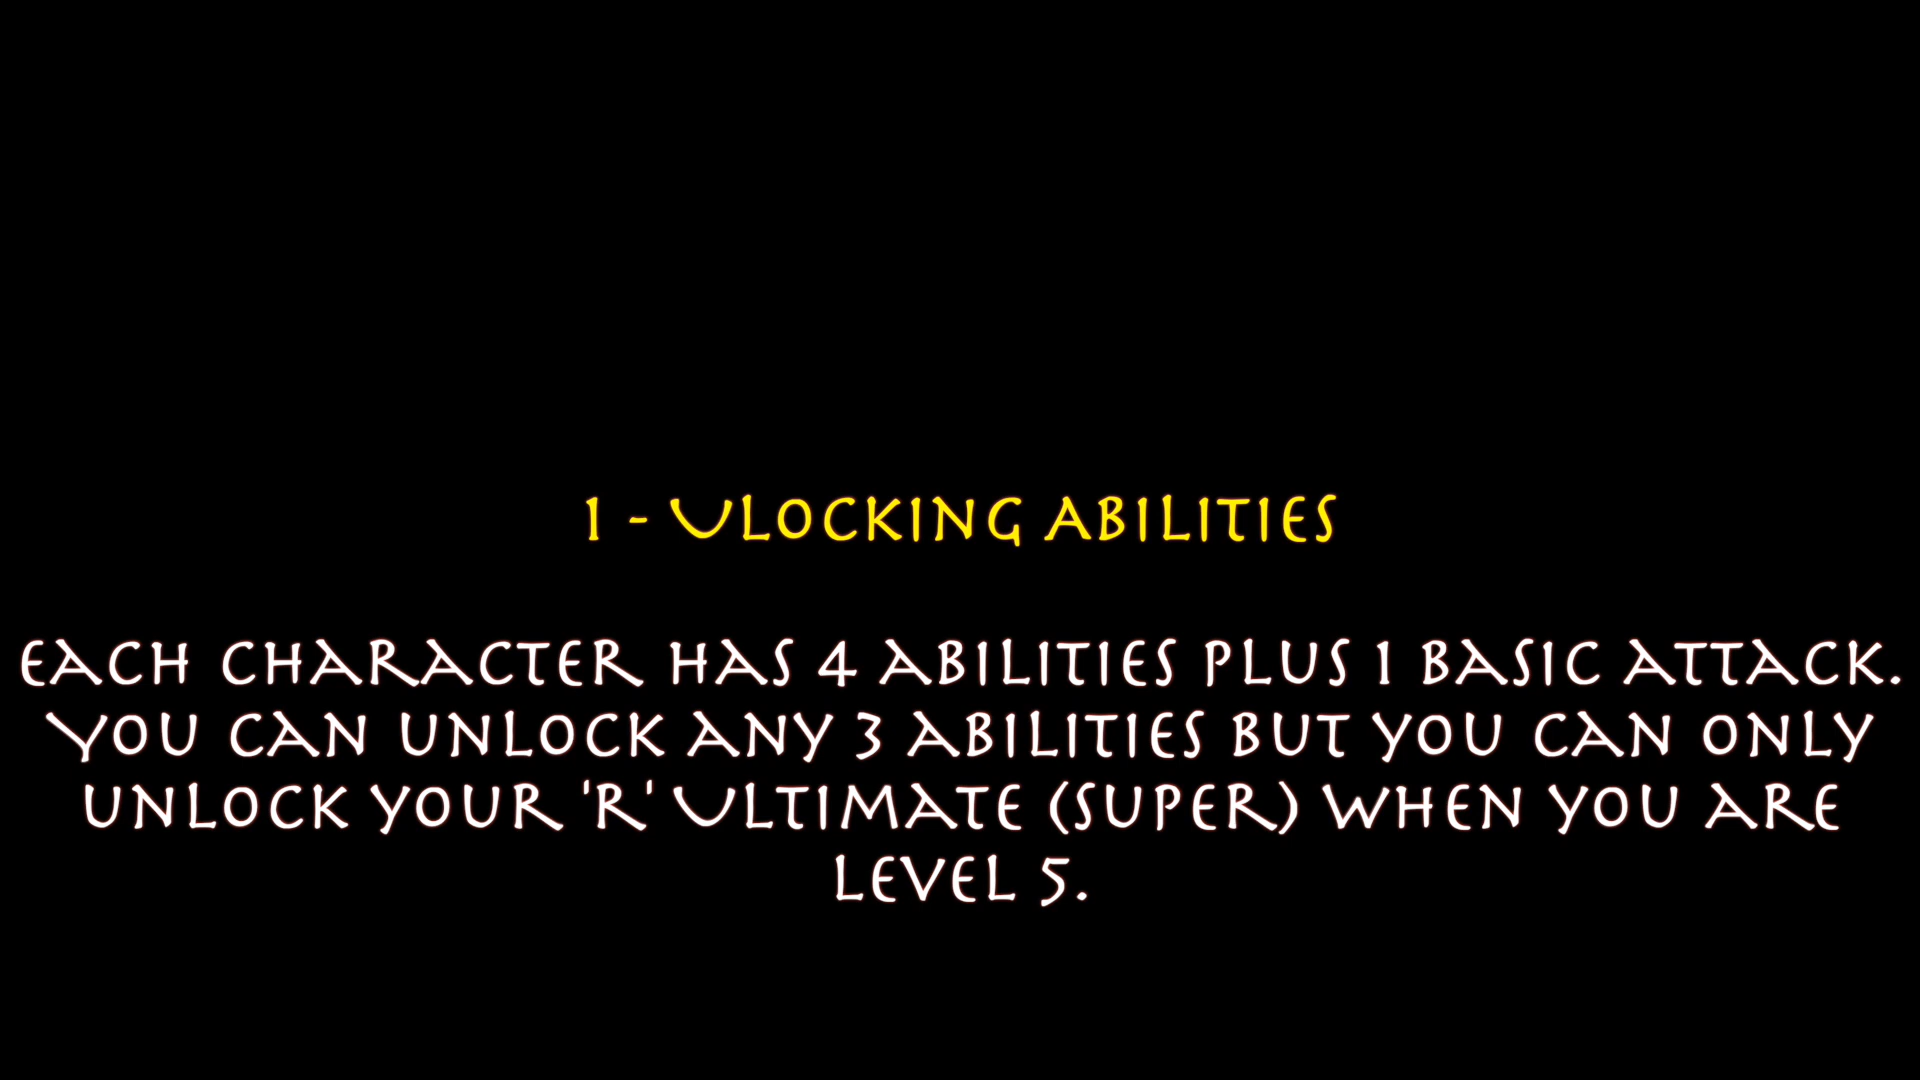 1 - Ulocking Abilities
Each character has 4 abilities plus 1 basic attack.
You can unlock any 3 abilities but you can only
unlock your 'R' Ultimate (super) when you are
level 5.